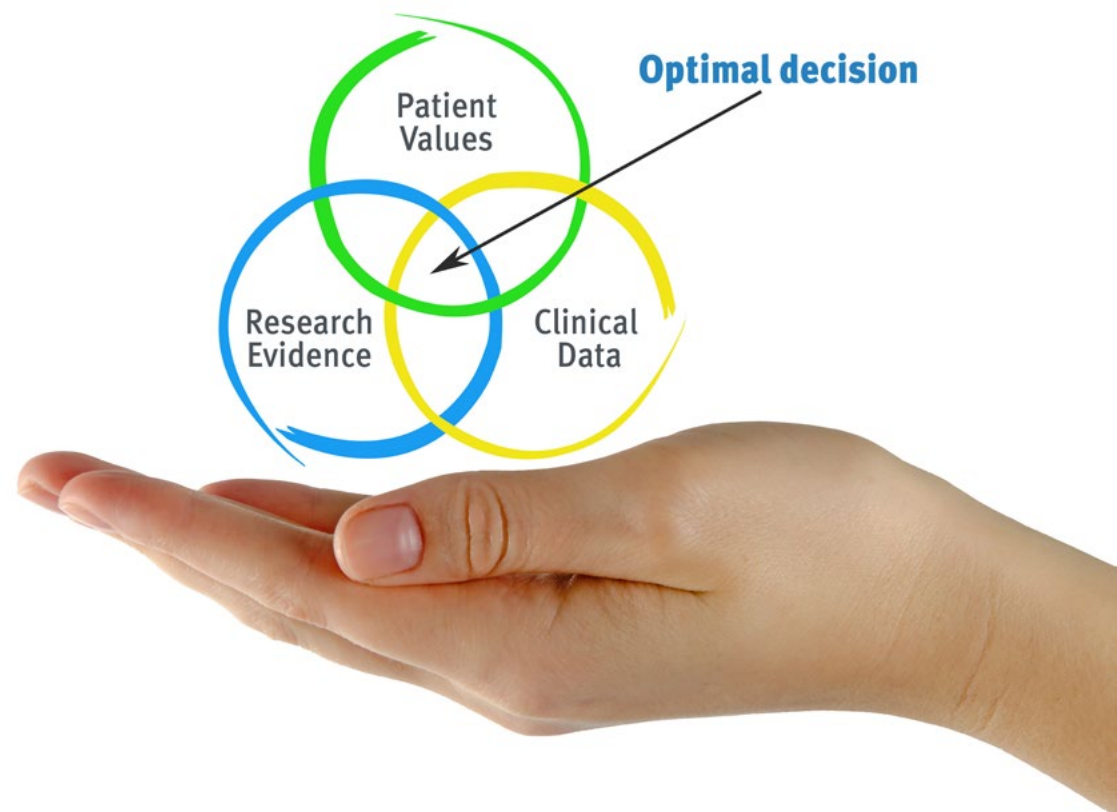 Optimal decision
Patient
Values
Research
Evidence
Clinical
Data